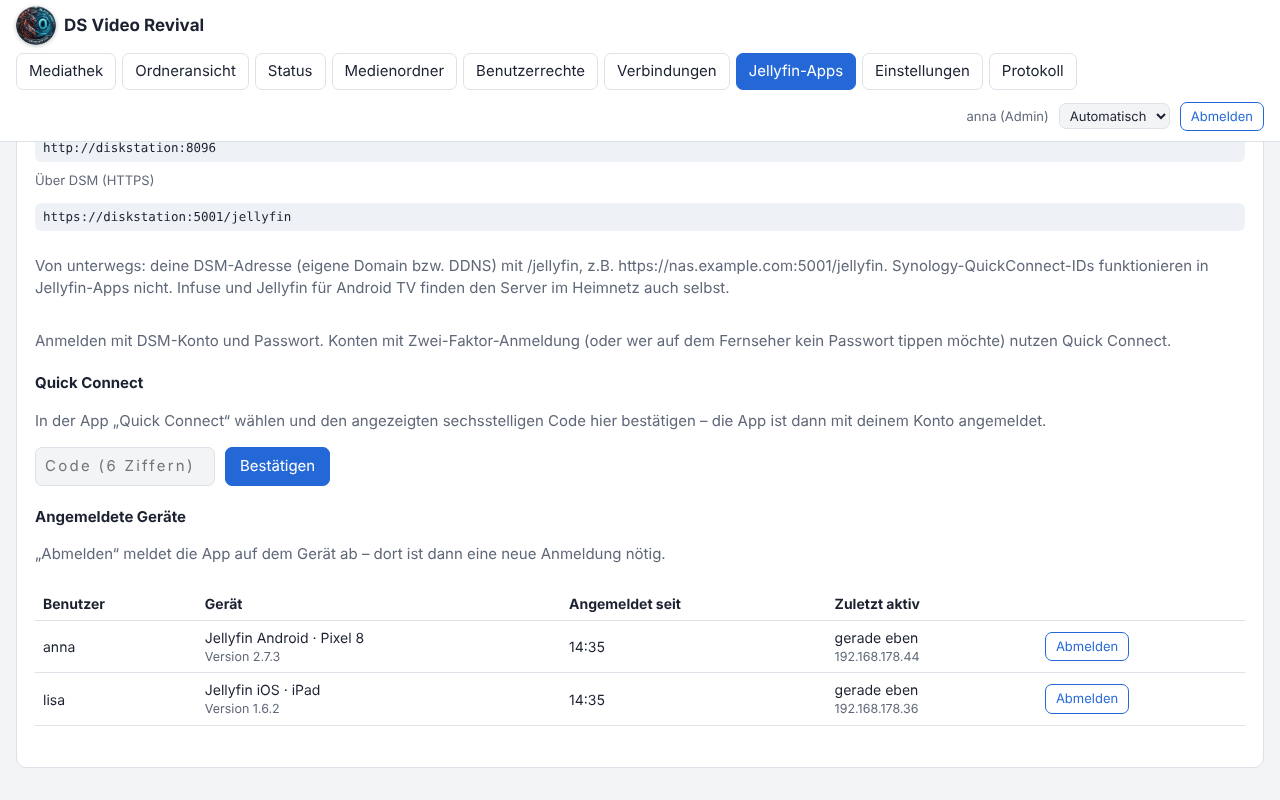 DS Video Revival
Mediathek Ordneransicht Status Medienordner Benutzerrechte Verbindungen Jellyfin-Apps Einstellungen Protokoll
anna (Admin) Automatisch Abmelden
http://diskstation:8096
Über DSM (HTTPS)
https://diskstation:5001/jellyfin
Von unterwegs: deine DSM-Adresse (eigene Domain bzw. DDNS) mit /jellyfin, z.B. https://nas.example.com:5001/jellyfin. Synology-QuickConnect-IDs funktionieren in
Jellyfin-Apps nicht. Infuse und Jellyfin für Android TV finden den Server im Heimnetz auch selbst.
Anmelden mit DSM-Konto und Passwort. Konten mit Zwei-Faktor-Anmeldung (oder wer auf dem Fernseher kein Passwort tippen möchte) nutzen Quick Connect.
Quick Connect
In der App „Quick Connect“ wählen und den angezeigten sechsstelligen Code hier bestätigen – die App ist dann mit deinem Konto angemeldet.
Code (6 Ziffern) Bestätigen
Angemeldete Geräte
„Abmelden“ meldet die App auf dem Gerät ab – dort ist dann eine neue Anmeldung nötig.
Benutzer Gerät Angemeldet seit Zuletzt aktiv
anna Jellyfin Android · Pixel 8 14:35 gerade eben Abmelden
Version 2.7.3 192.168.178.44
lisa Jellyfin iOS · iPad 14:35 gerade eben Abmelden
Version 1.6.2 192.168.178.36